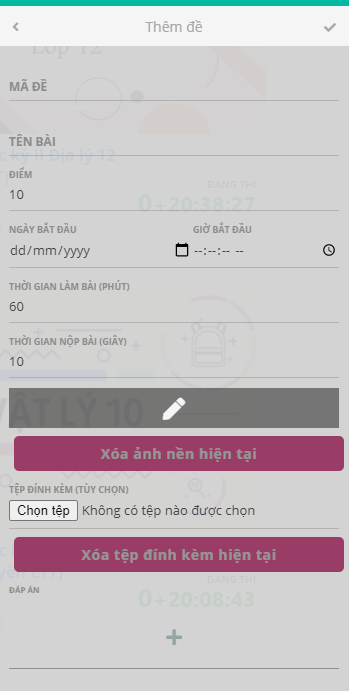 Thêm đề
Lớp 12
MÃ ĐỀ
TÊN BÀI
kỳ II Địa lý 12
ĐIỂM
ĐANG THI
10
0+20:38:27
NGÀY BẮT ĐẦU GIỜ BẮT ĐẦU
dd/mm/yyyy --:--:-- --
THỜI GIAN LÀM BÀI (PHÚT)
60
THỜI GIAN NỘP BÀI (GIÂY)
10
VẬT LÝ 10
Xóa ảnh nền hiện tại
TỆP ĐÍNH KÈM (TÙY CHỌN)
Chọn tệp Không có tệp nào được chọn
Xóa tệp đính kèm hiện tại
ĐANG THI
ĐÁP ÁN
0+20:08:43